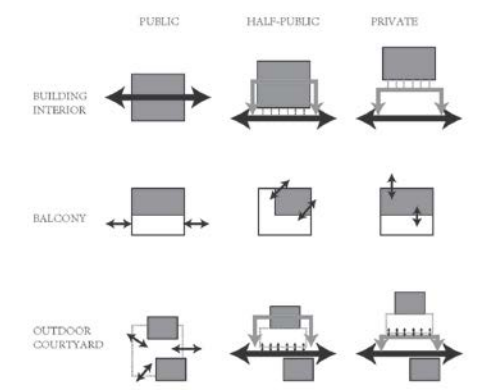 PUBLIC HALF-PUBLIC PRIVATE
BUILDING
INTERIOR
BALCONY
OUTDOOR
COURTYARD